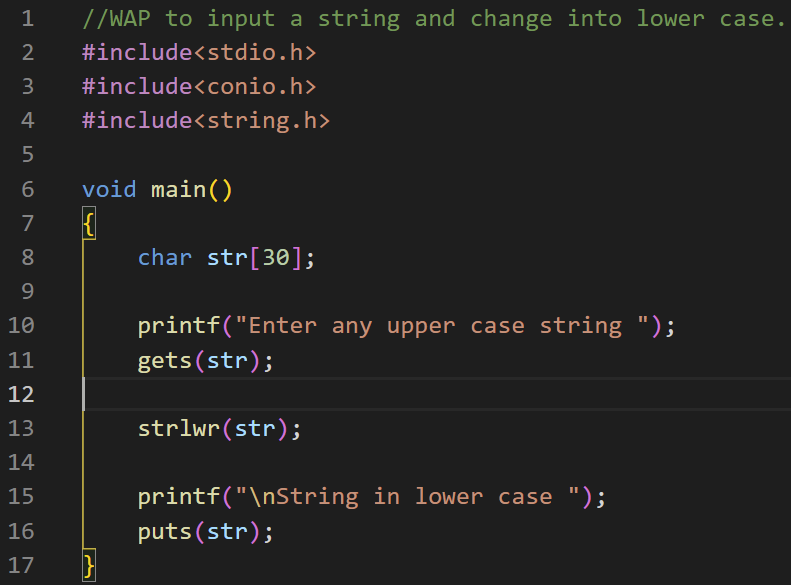 1 //WAP to input a string and change into lower case.
2 #include<stdio.h>
3 #include<conio.h>
4 #include<string.h>
5
6 void main()
7 {
8     char str[30];
9
10     printf("Enter any upper case string ");
11     gets(str);
12
13     strlwr(str);
14
15     printf("\nString in lower case ");
16     puts(str);
17 }